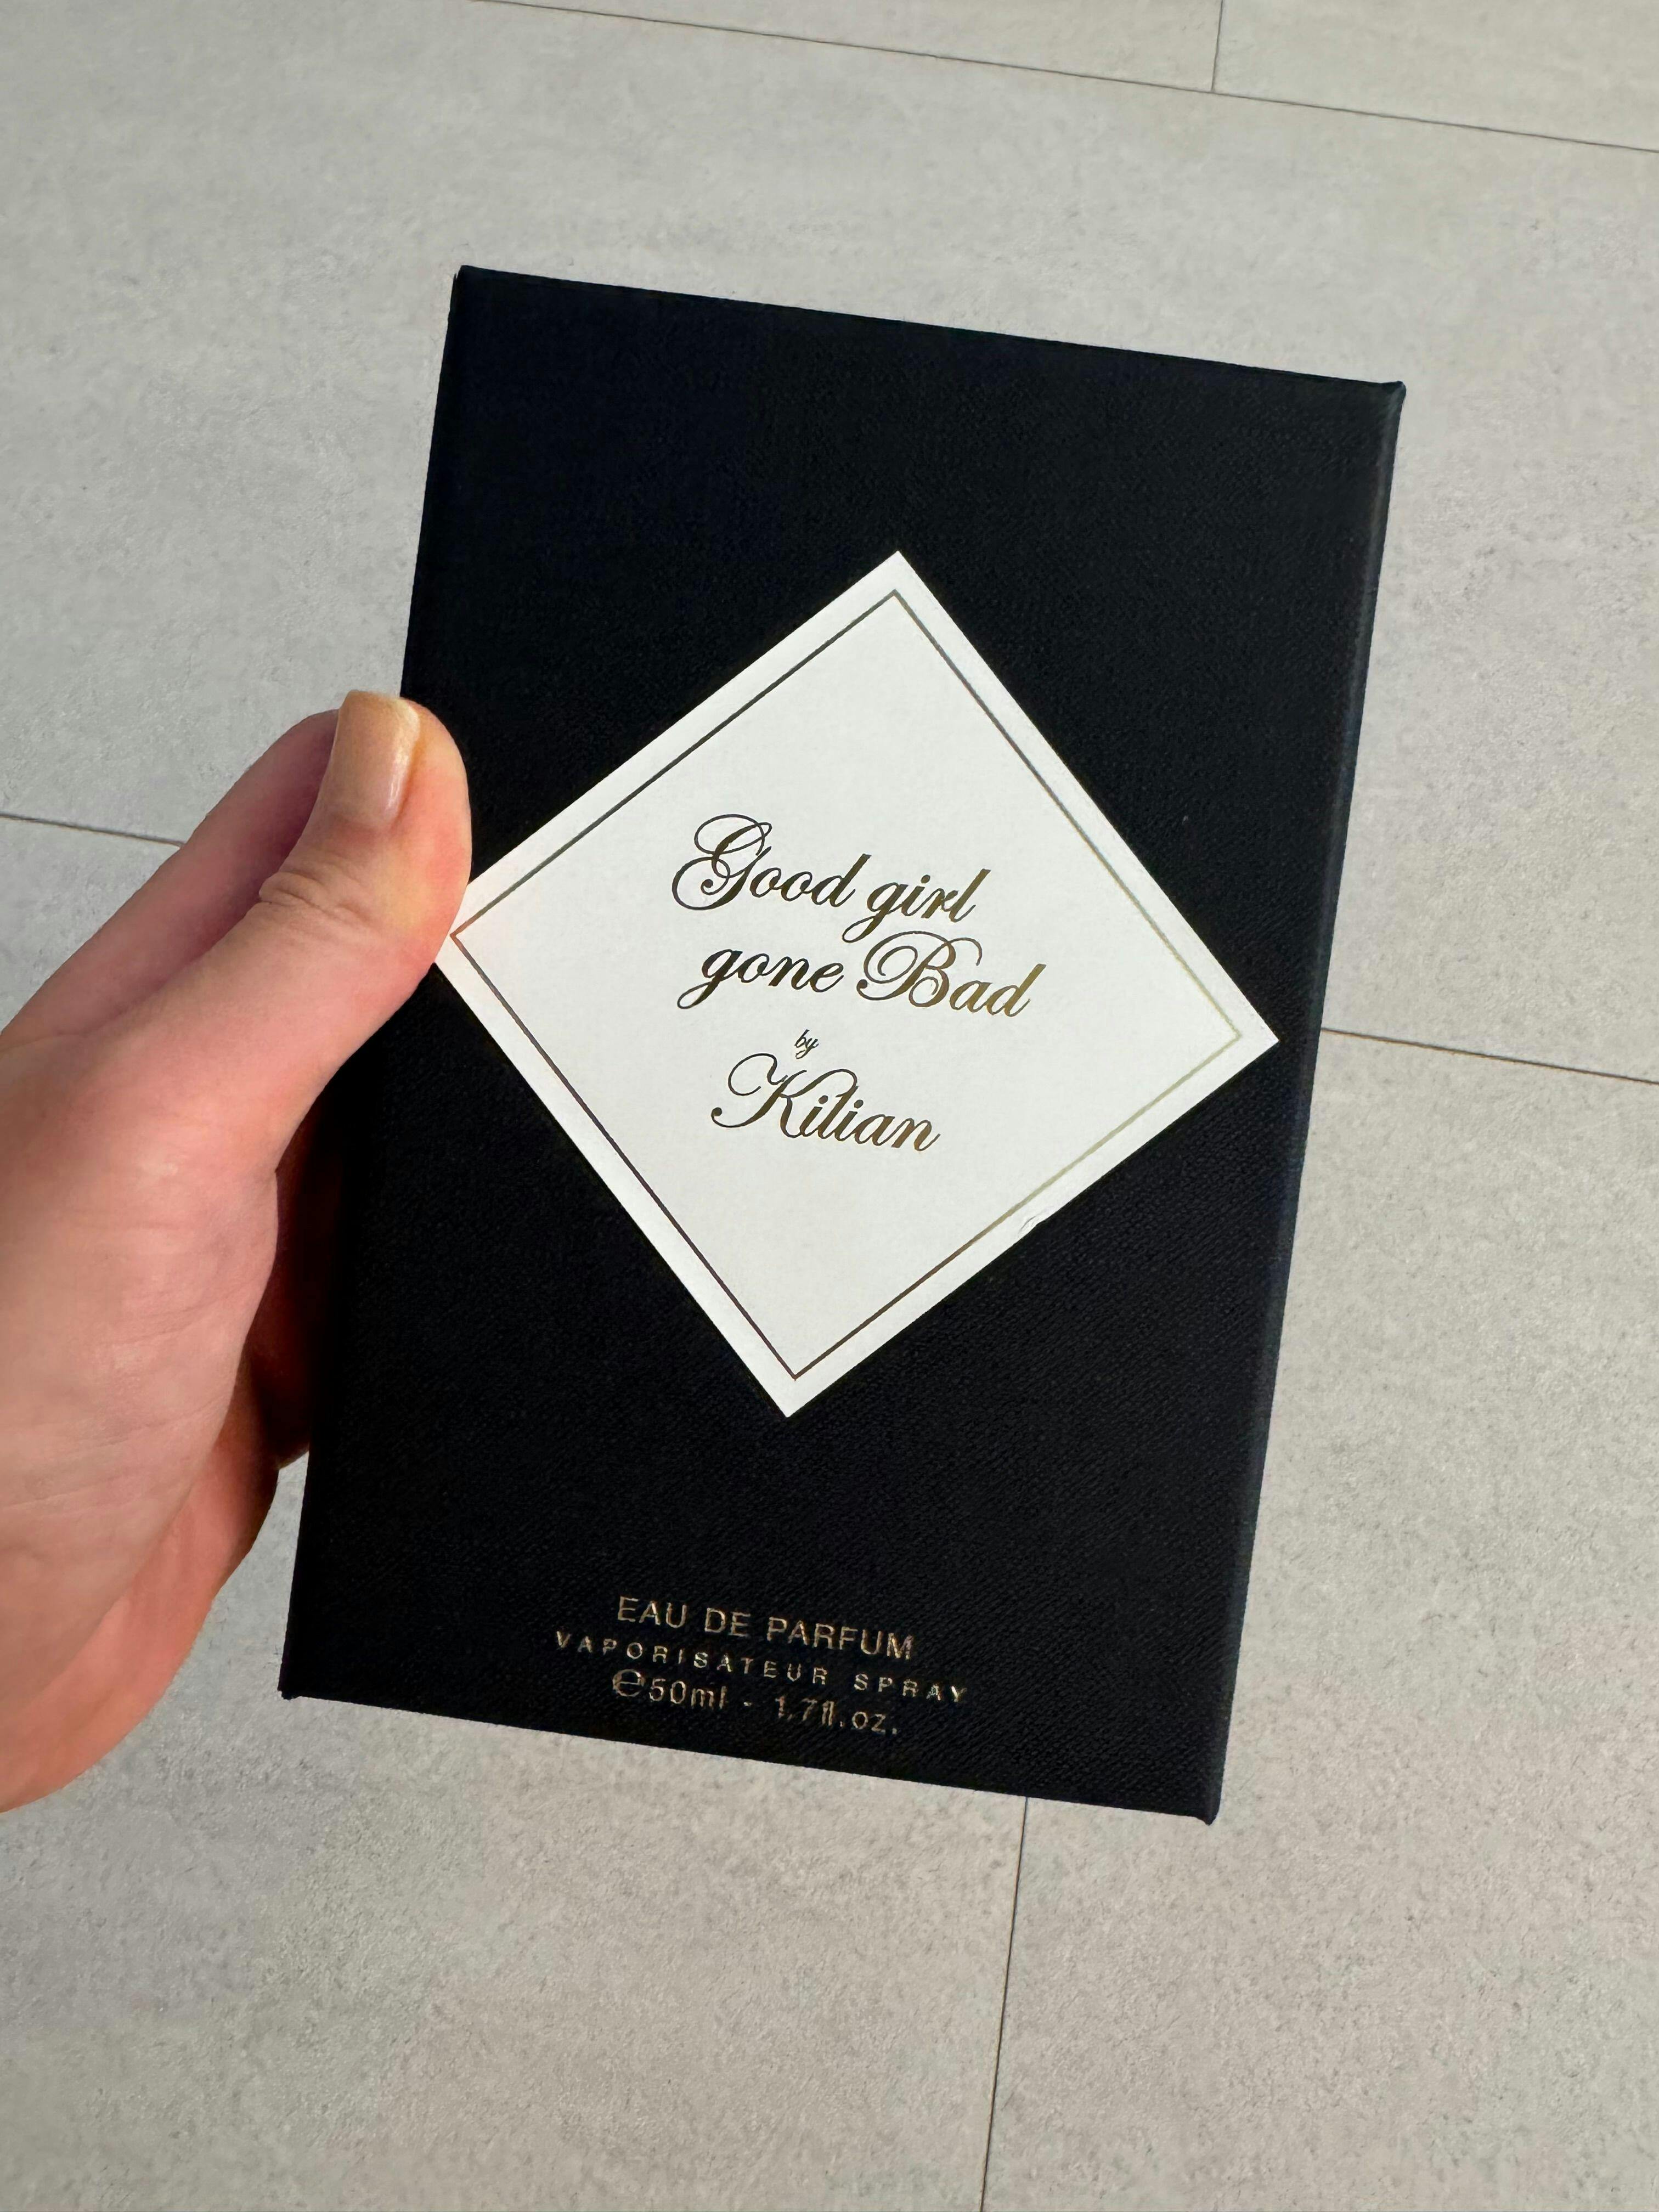 Good girl
gone Bad
by
Kilian
EAU DE PARFUM
VAPORISATEUR SPRAY
℮50ml - 1.7fl.oz.